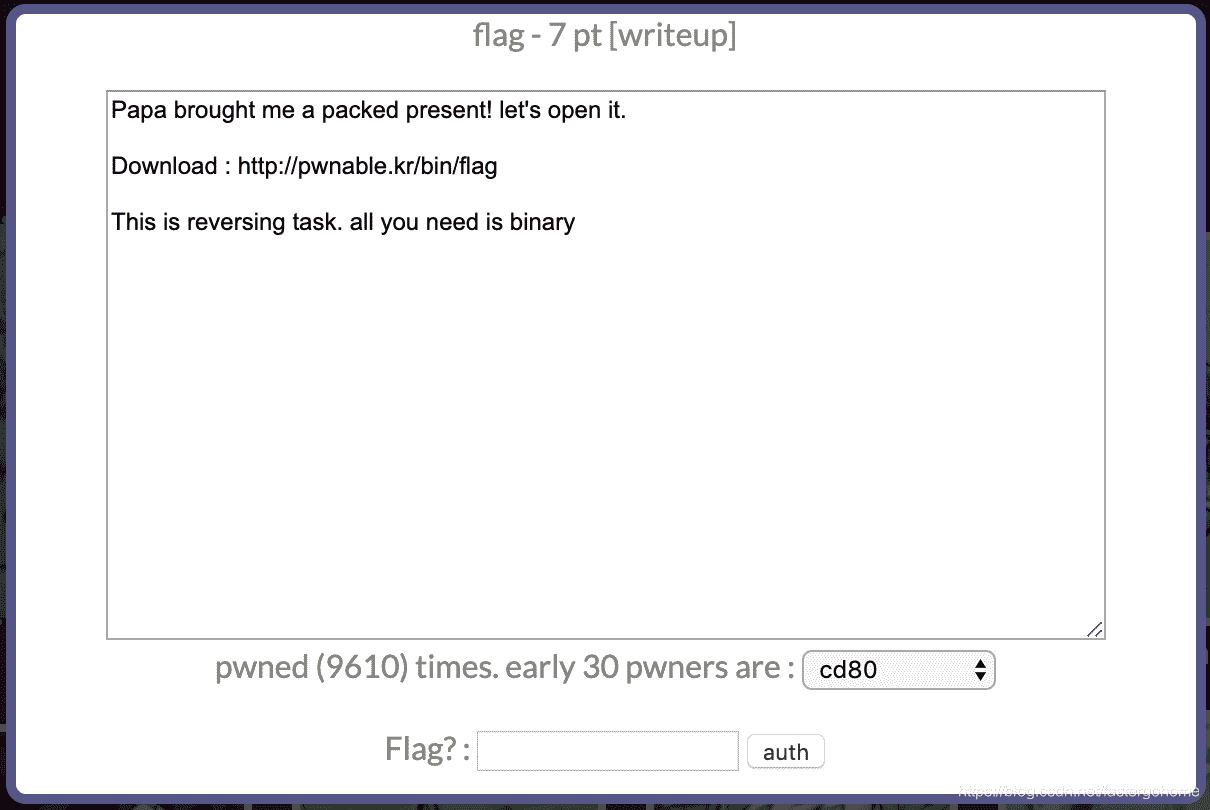 flag - 7 pt [writeup]
Papa brought me a packed present! let's open it.
Download : http://pwnable.kr/bin/flag
This is reversing task. all you need is binary
pwned (9610) times. early 30 pwners are : cd80
Flag? : auth
https://blog.csdn.net/fastergohome